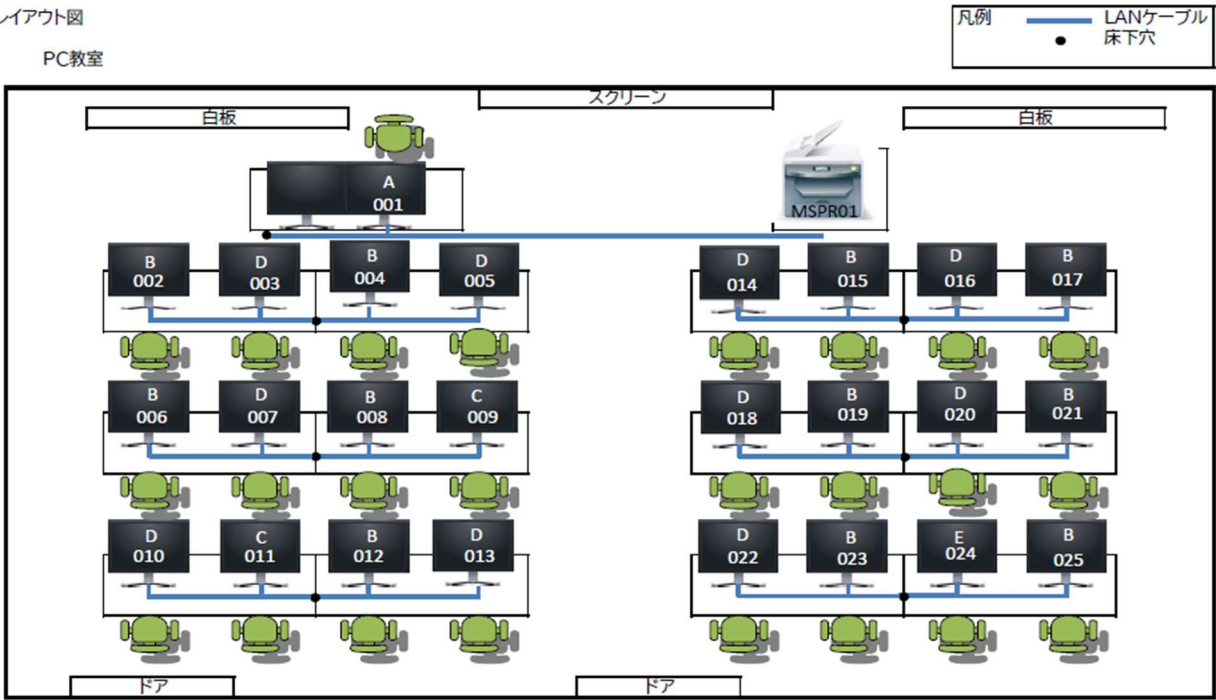 レイアウト図
凡例
LANケーブル
床下穴
PC教室
白板
スクリーン
白板
A
001
MSPR01
B
002
D
003
B
004
D
005
D
014
B
015
D
016
B
017
B
006
D
007
B
008
C
009
D
018
B
019
D
020
B
021
D
010
C
011
B
012
D
013
D
022
B
023
E
024
B
025
ドア
ドア